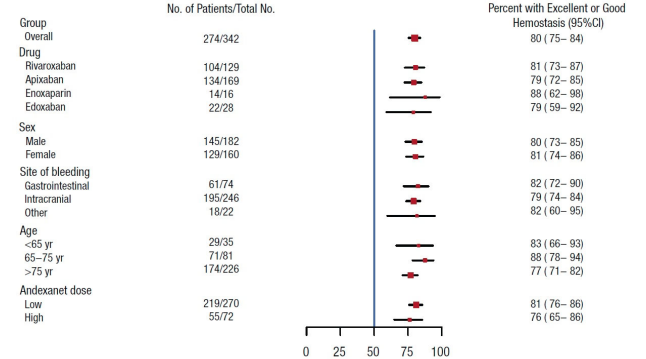 No. of Patients/Total No. Percent with Excellent or Good
Group Hemostasis (95%CI)
Overall 274/342 80 (75– 84)
Drug
Rivaroxaban 104/129 81 (73– 87)
Apixaban 134/169 79 (72– 85)
Enoxaparin 14/16 88 (62– 98)
Edoxaban 22/28 79 (59– 92)
Sex
Male 145/182 80 (73– 85)
Female 129/160 81 (74– 86)
Site of bleeding
Gastrointestinal 61/74 82 (72– 90)
Intracranial 195/246 79 (74– 84)
Other 18/22 82 (60– 95)
Age
<65 yr 29/35 83 (66– 93)
65–75 yr 71/81 88 (78– 94)
>75 yr 174/226 77 (71– 82)
Andexanet dose
Low 219/270 81 (76– 86)
High 55/72 76 (65– 86)
0 25 50 75 100